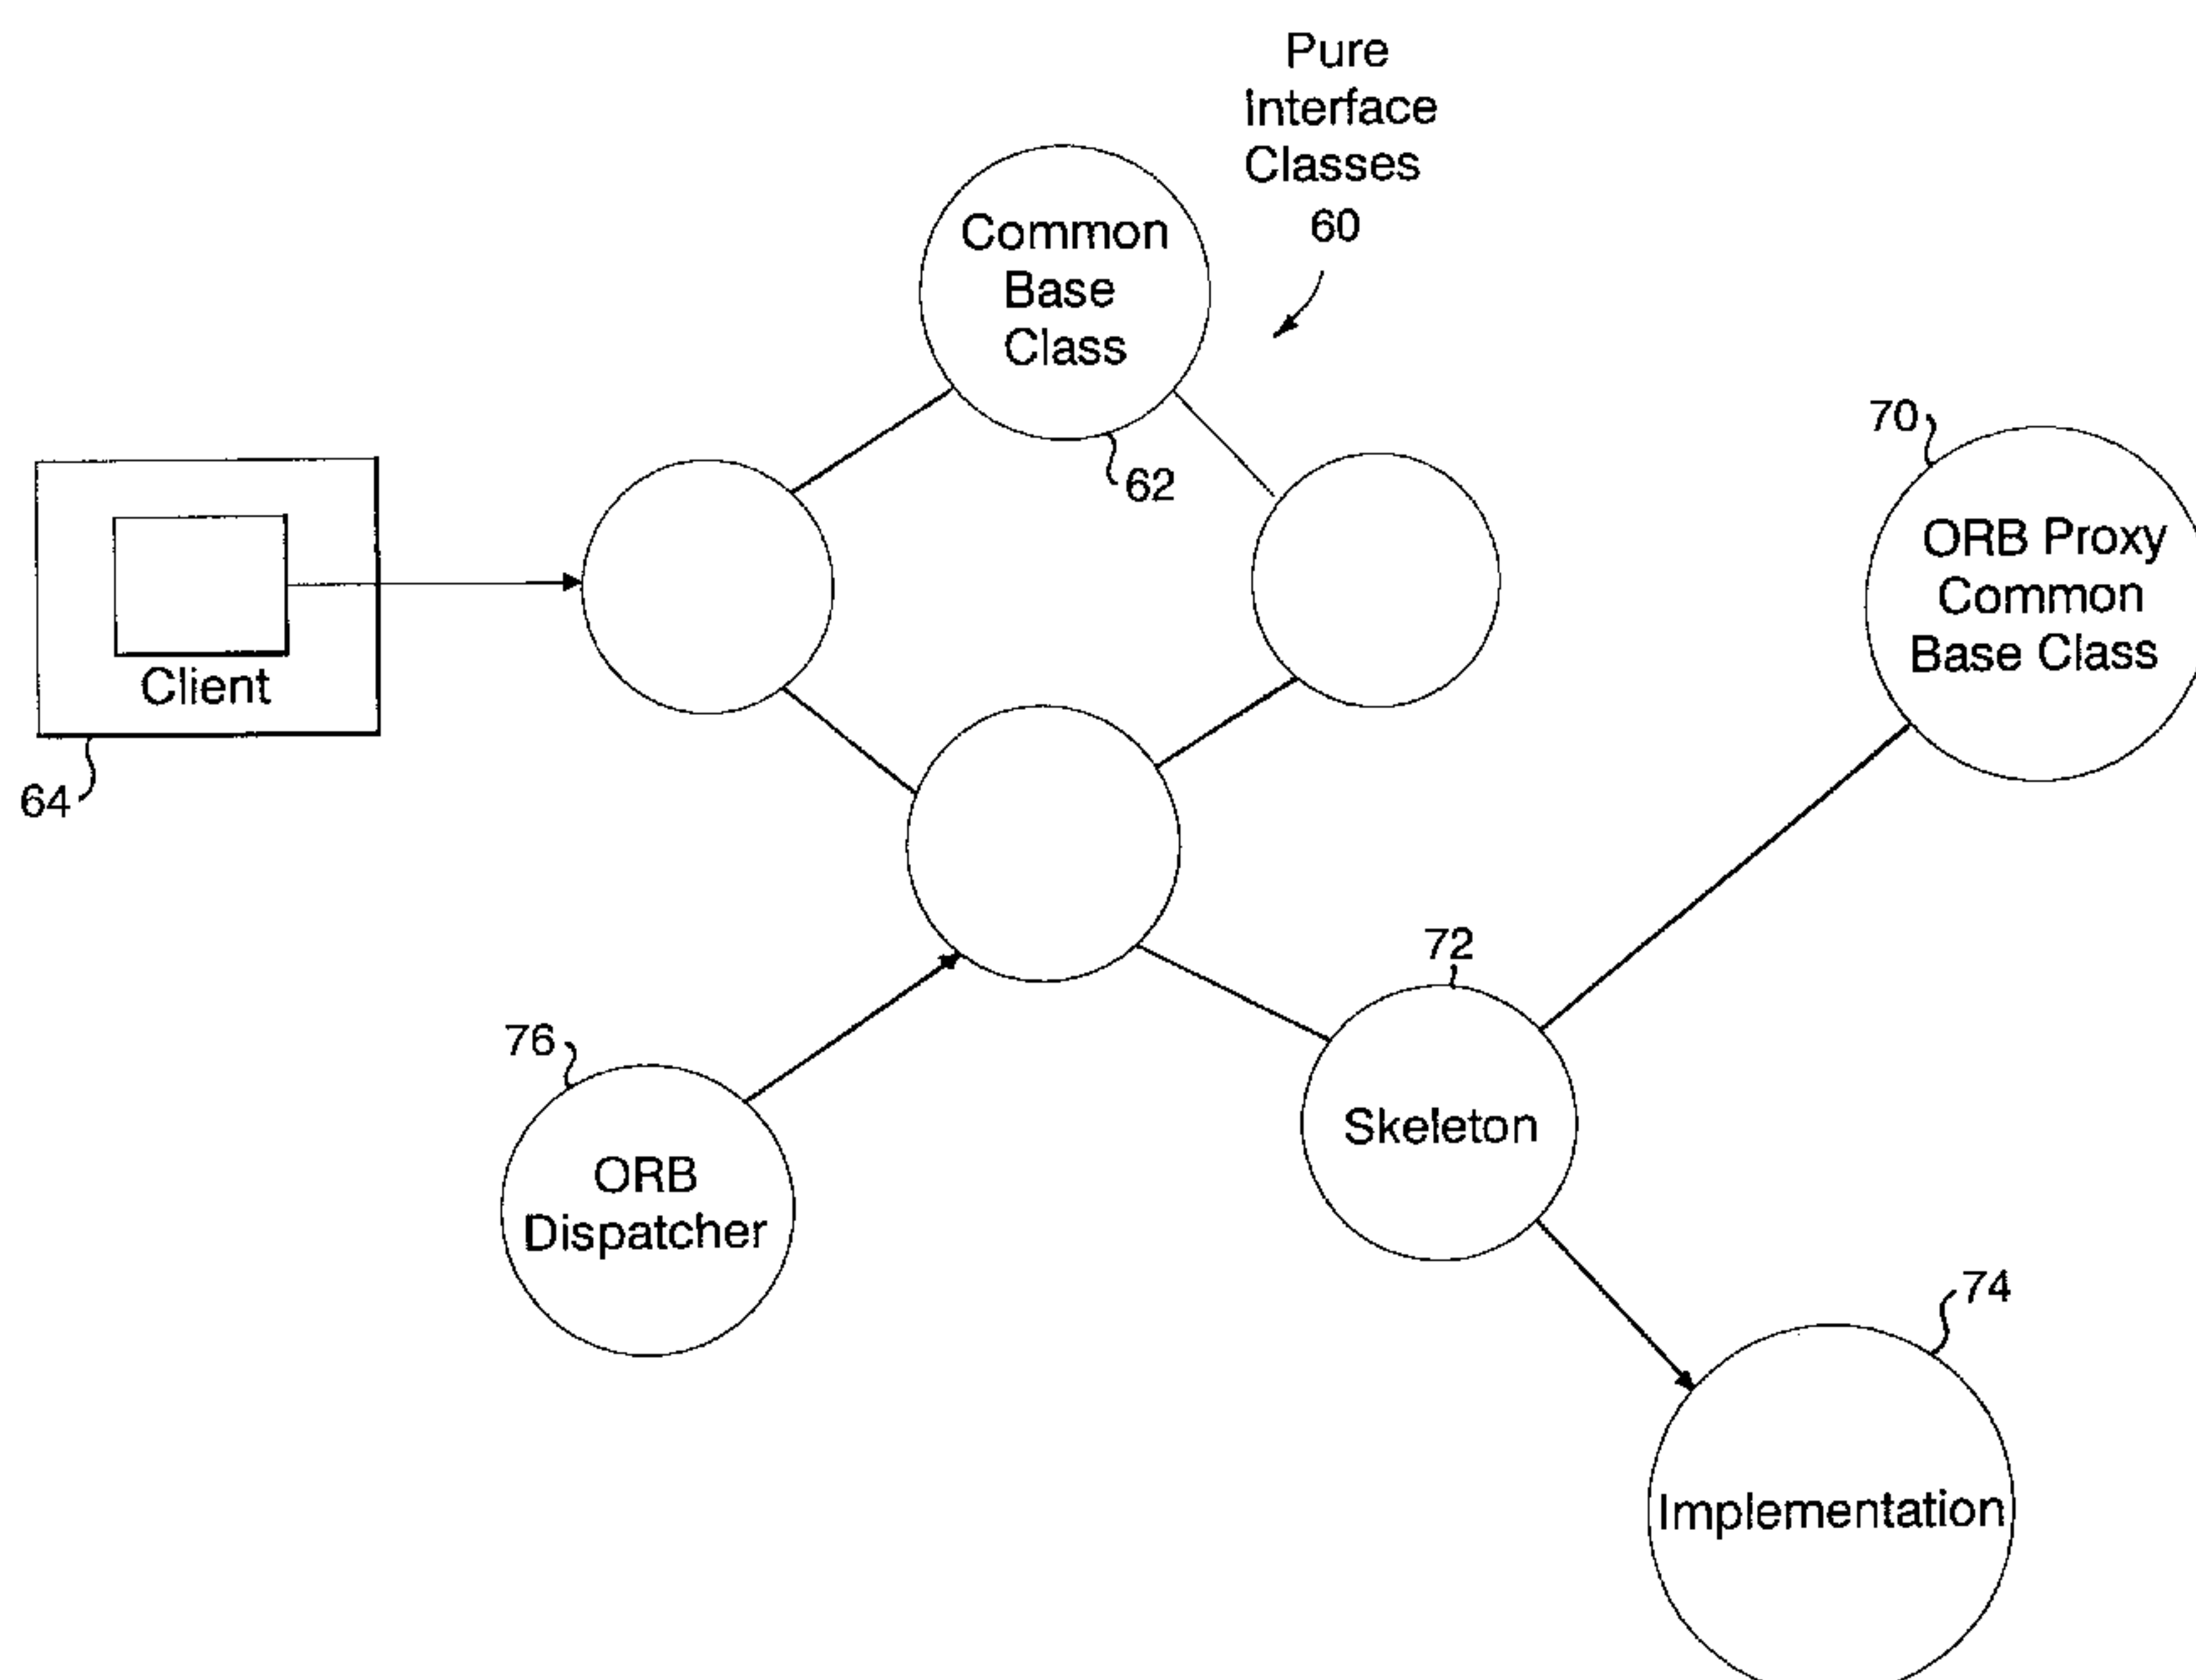 Pure
Interface
Classes
60
Common
Base
Class
62
70
ORB Proxy
Common
Base Class
Client
64
72
Skeleton
76
ORB
Dispatcher
74
Implementation